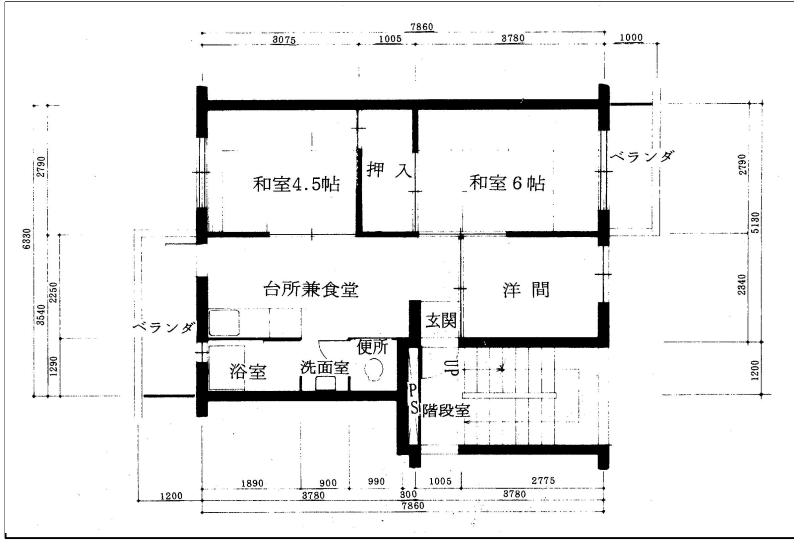 7860
3075 1005 3780 1000
2790
6330
3540
2250
1290
2790
5130
2340
1200
和室4.5帖
押 入
和室6帖
ベランダ
台所兼食堂
洋 間
玄関
ベランダ
便所
浴室
洗面室
UP
PS
階段室
1890 900 990 1005 2775
1200 3780 300 3780
7860